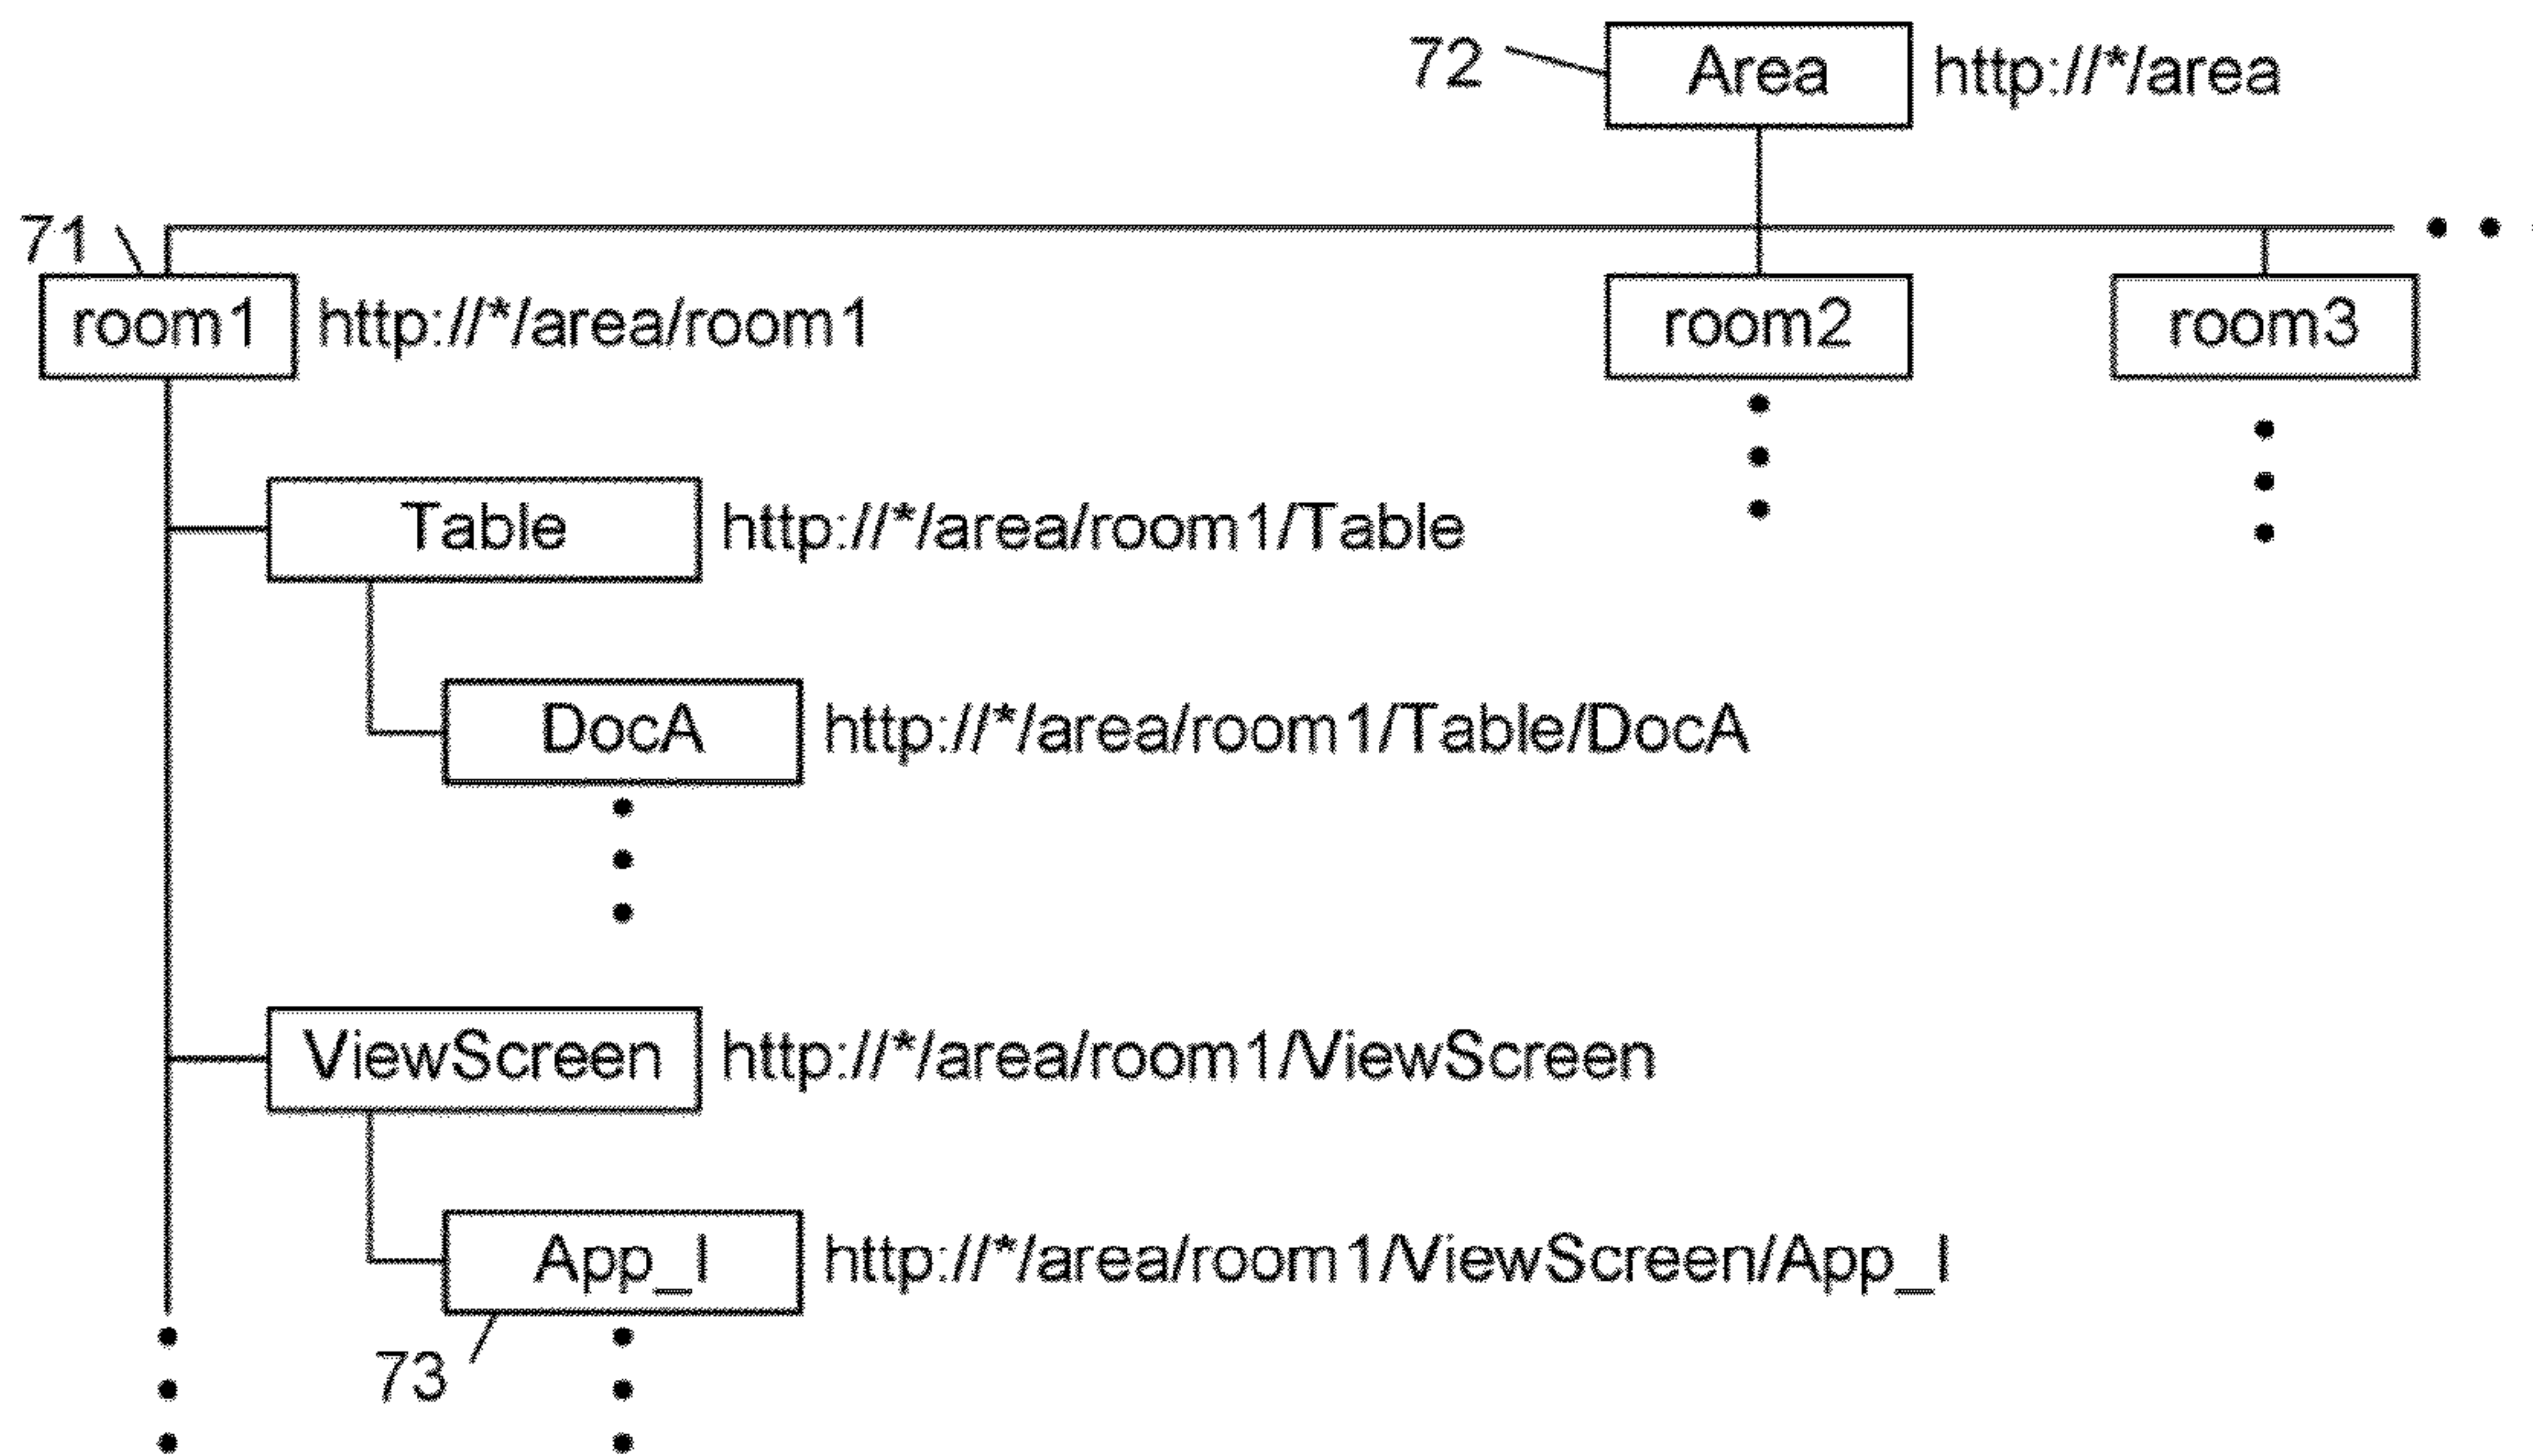 72 Area http://*/area
71
room1 http://*/area/room1 room2 room3
Table http://*/area/room1/Table
DocA http://*/area/room1/Table/DocA
ViewScreen http://*/area/room1/ViewScreen
App_I http://*/area/room1/ViewScreen/App_I
73